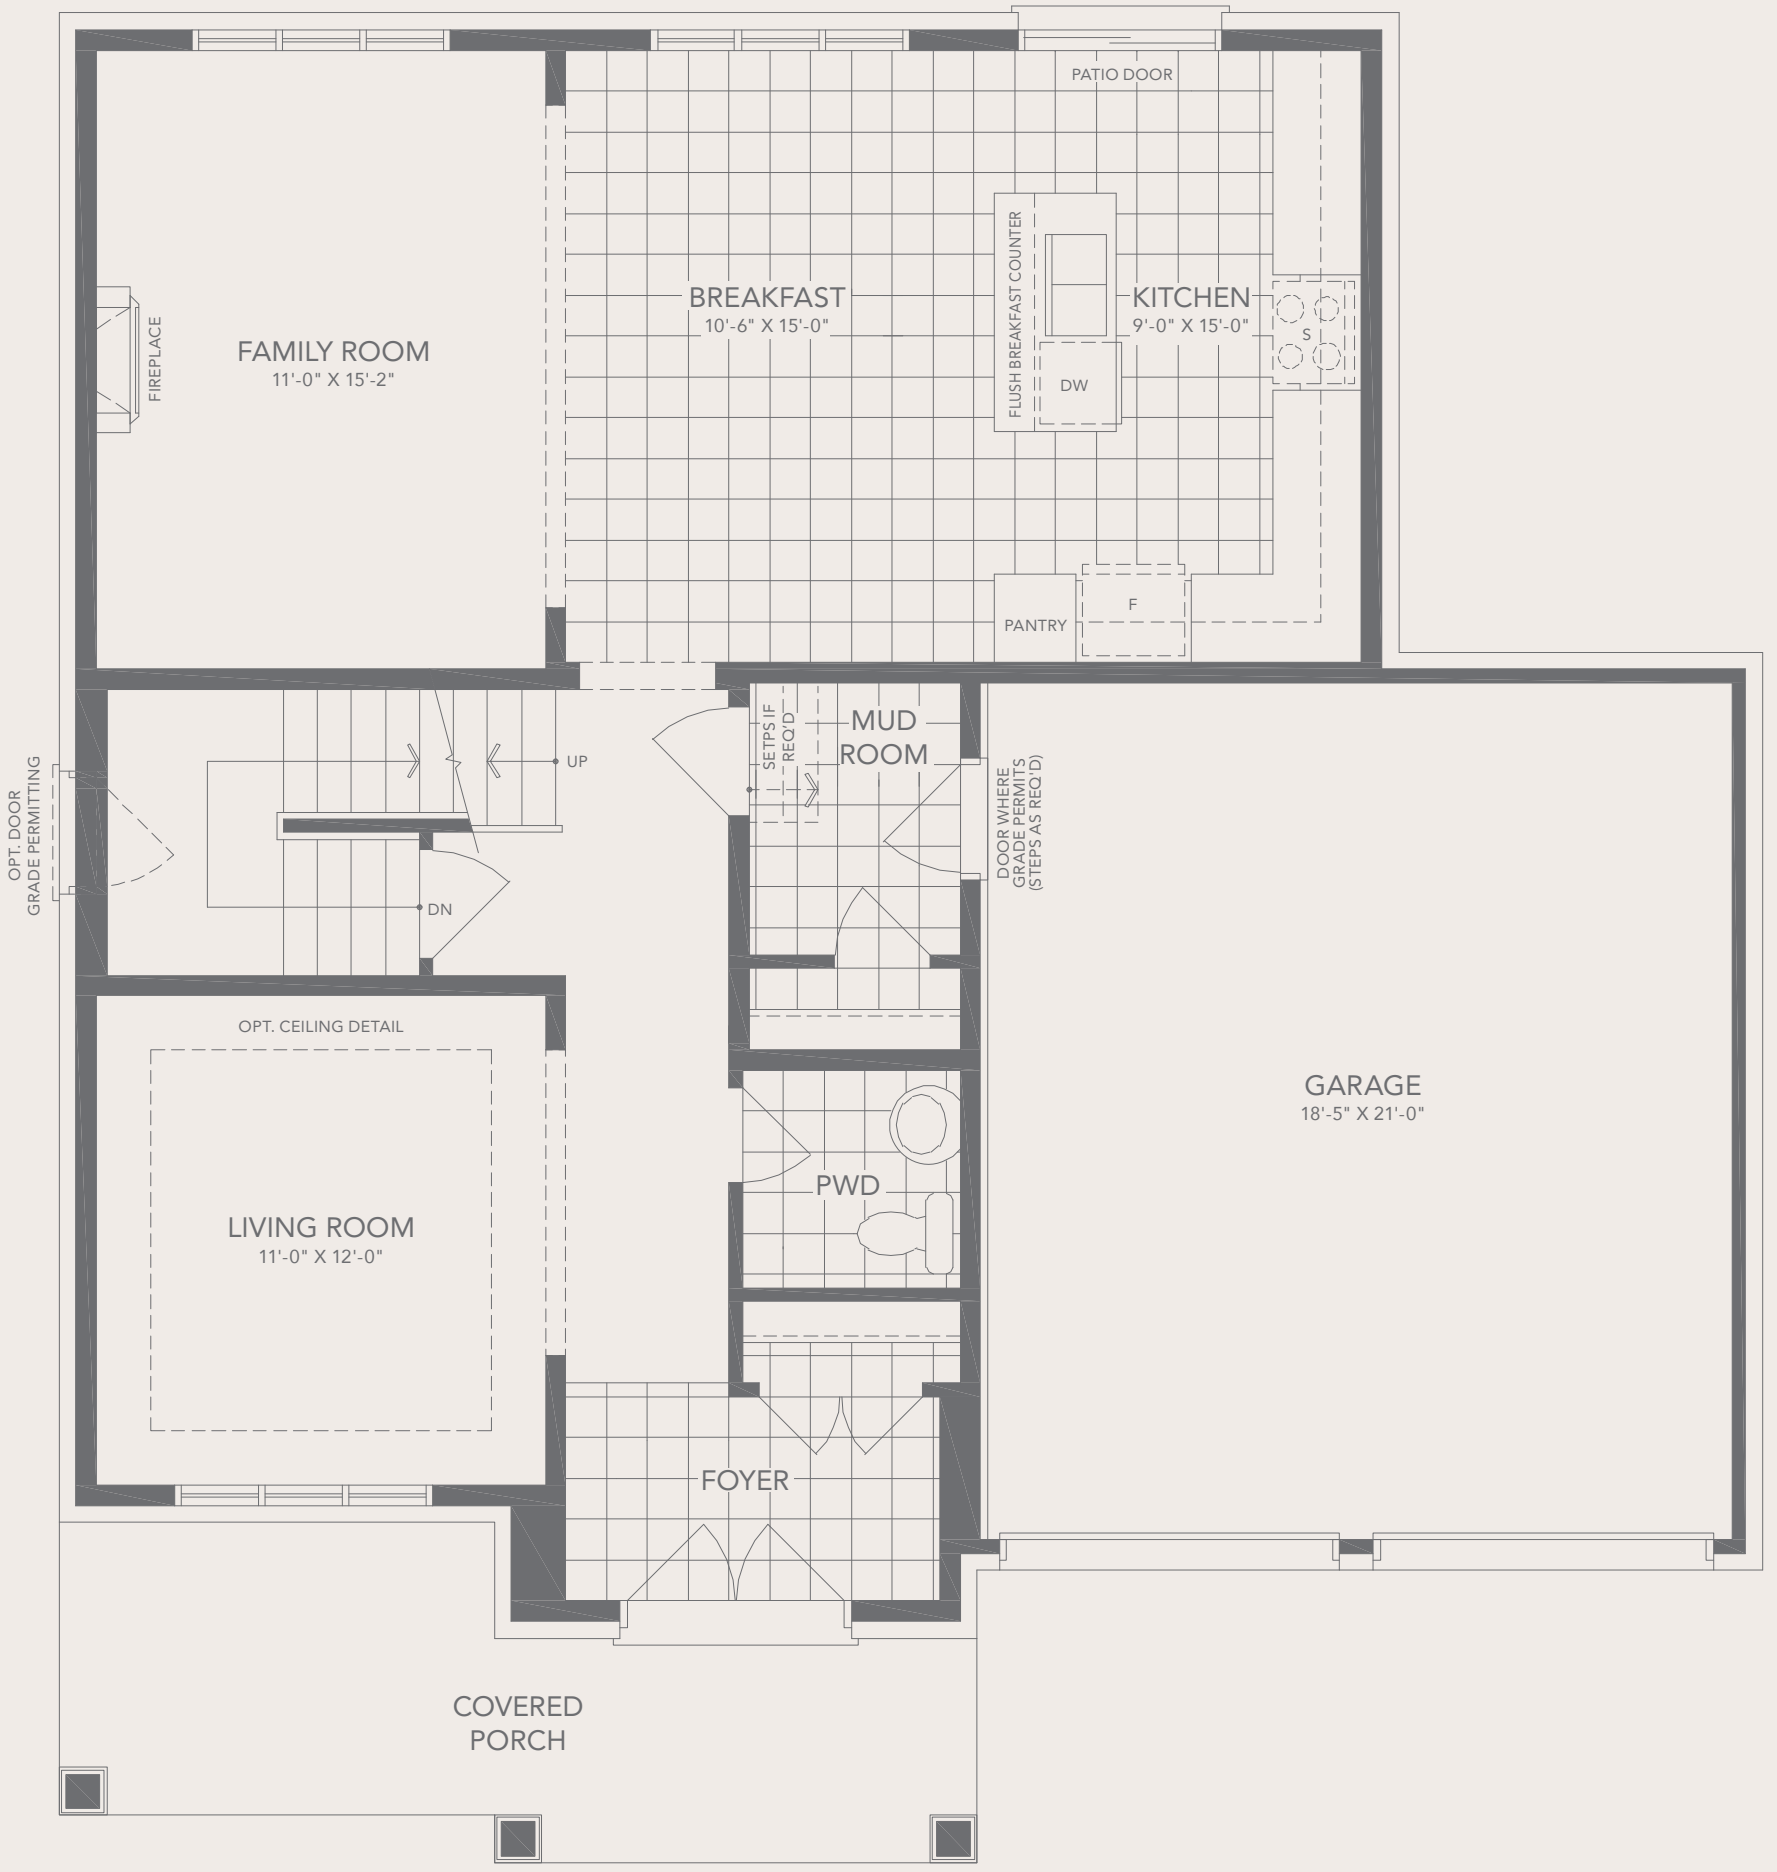 PATIO DOOR
BREAKFAST
10'-6" X 15'-0"
FLUSH BREAKFAST COUNTER
KITCHEN
9'-0" X 15'-0"
S
DW
FAMILY ROOM
11'-0" X 15'-2"
FIREPLACE
PANTRY
F
UP
DN
OPT. DOOR
GRADE PERMITTING
SETPS IF
REQ'D
MUD
ROOM
DOOR WHERE
GRADE PERMITS
(STEPS AS REQ'D)
OPT. CEILING DETAIL
LIVING ROOM
11'-0" X 12'-0"
PWD
GARAGE
18'-5" X 21'-0"
FOYER
COVERED
PORCH